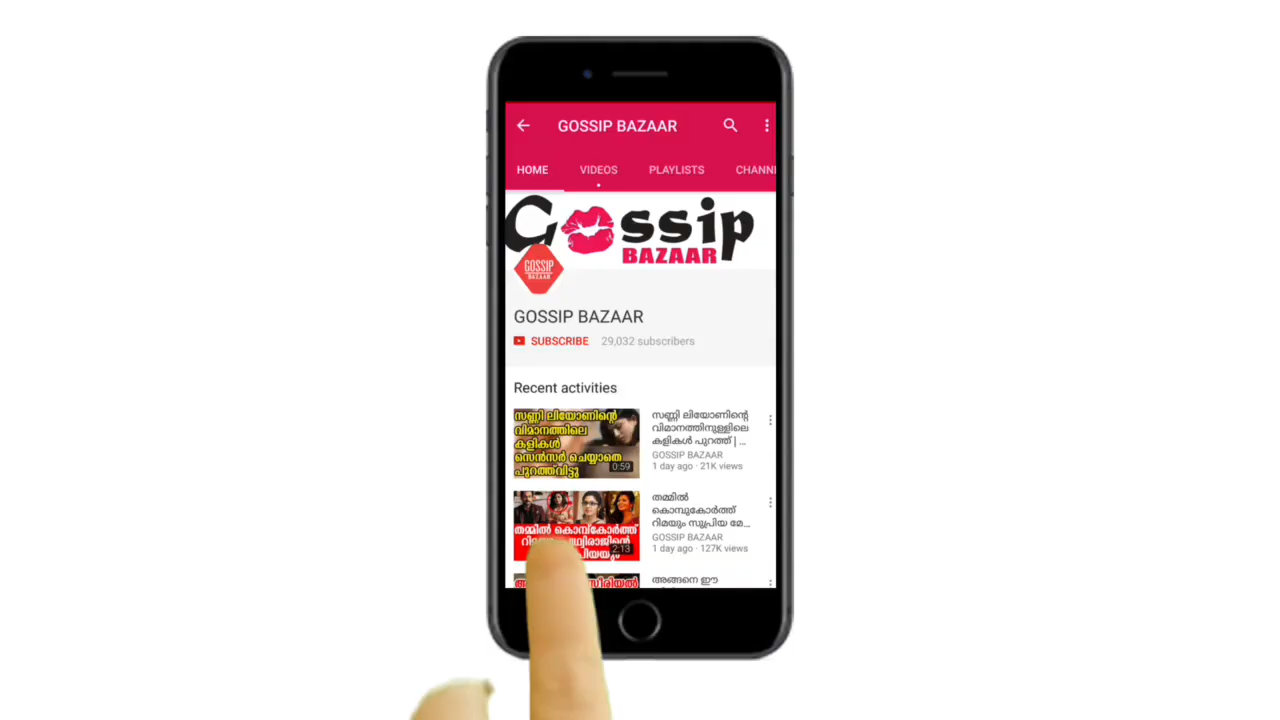 GOSSIP BAZAAR
HOME VIDEOS PLAYLISTS CHANN
Gossip
BAZAAR
GOSSIP
BAZAAR
GOSSIP BAZAAR
SUBSCRIBE 29,032 subscribers
Recent activities
സണ്ണി ലിയോണിന്റെ
വിമാനത്തിലെ
കളികൾ
സെൻസർ ചെയ്യാതെ
പുറത്ത്‌വിട്ടു
0:59
സണ്ണി ലിയോണിന്റെ
വിമാനത്തിനുള്ളിലെ
കളികൾ പുറത്ത് | ...
GOSSIP BAZAAR
1 day ago · 21K views
തമ്മിൽ കൊമ്പ്കോർത്ത്
2:13
തമ്മിൽ
കൊമ്പുകോർത്ത്
റിമയും സുപ്രിയ മേ...
GOSSIP BAZAAR
1 day ago · 127K views
അങ്ങനെ ഈ